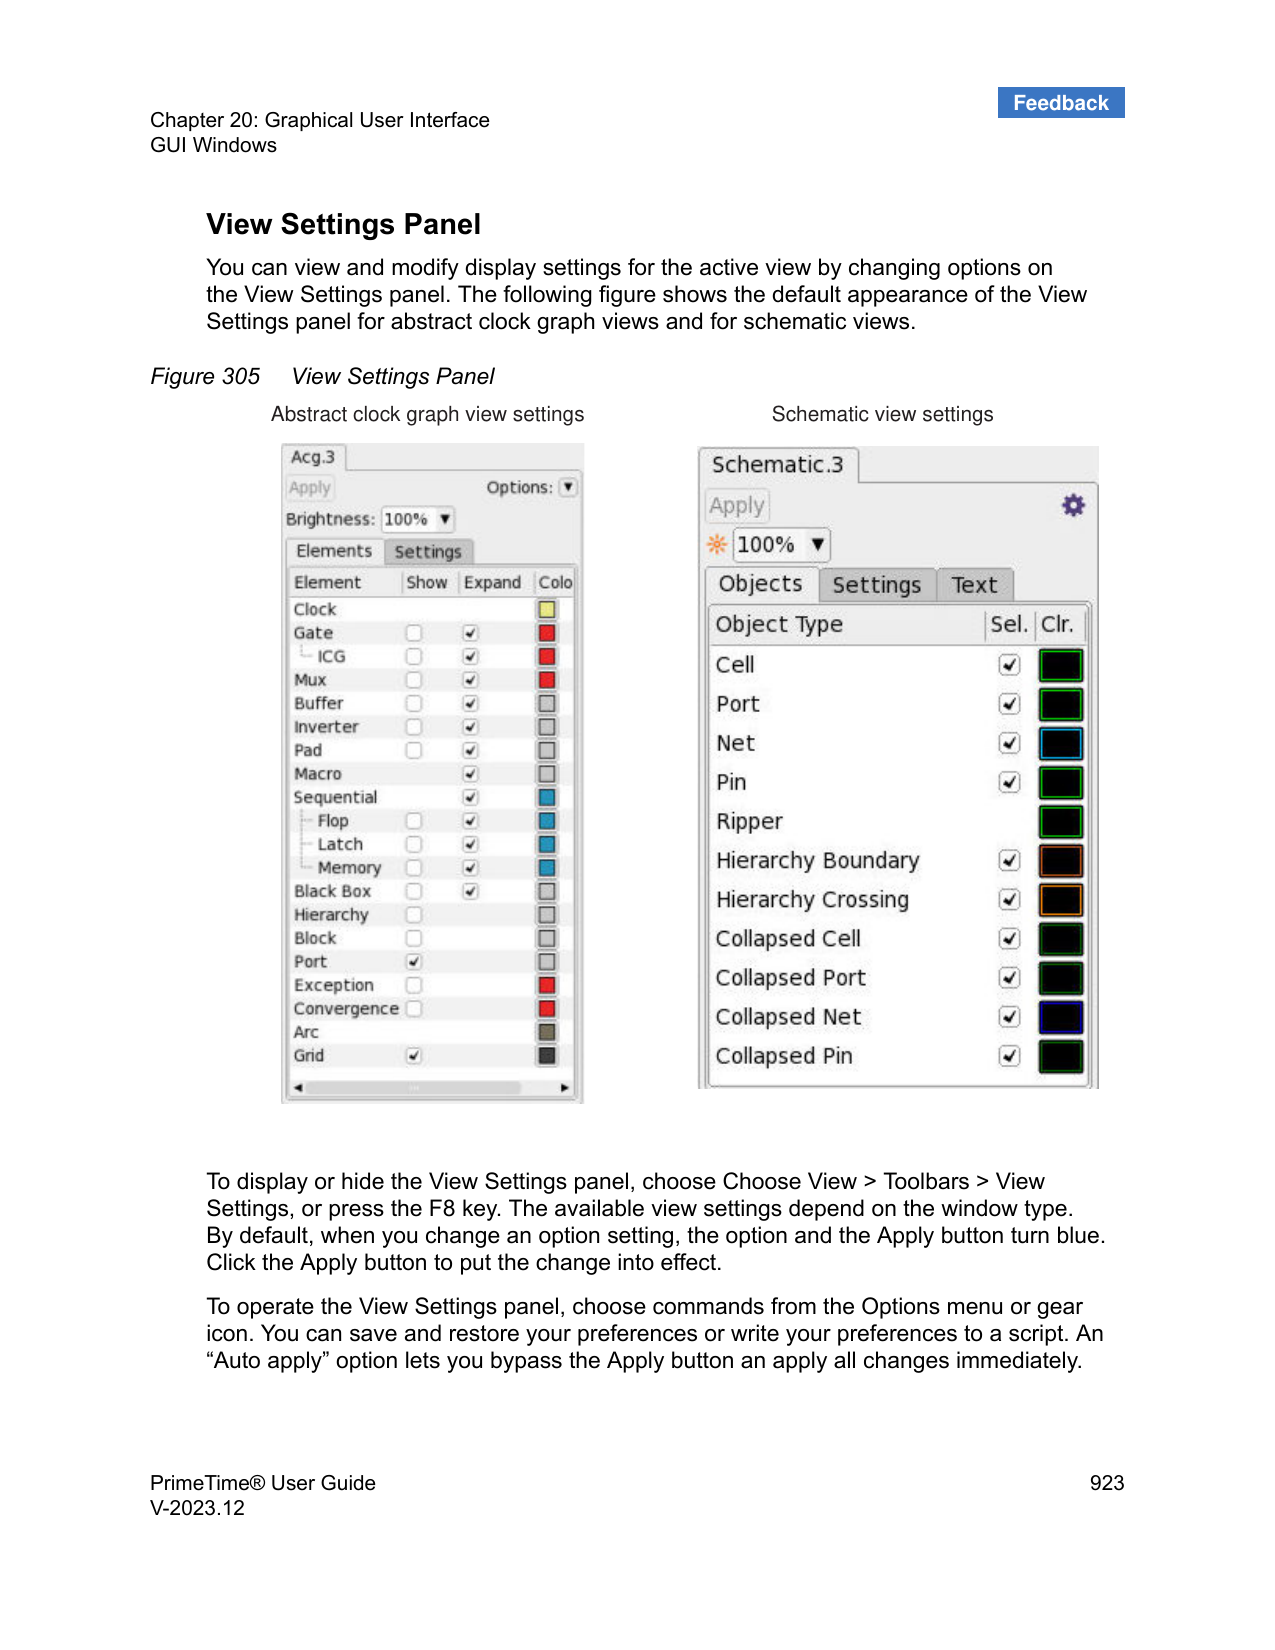 Feedback
Chapter 20: Graphical User Interface
GUI Windows
View Settings Panel
You can view and modify display settings for the active view by changing options on
the View Settings panel. The following figure shows the default appearance of the View
Settings panel for abstract clock graph views and for schematic views.
Figure 305 View Settings Panel
Abstract clock graph view settings
Acg.3
Apply Options:
Brightness: 100%
Elements Settings
Element Show Expand Colo
Clock
Gate
ICG
Mux
Buffer
Inverter
Pad
Macro
Sequential
Flop
Latch
Memory
Black Box
Hierarchy
Block
Port
Exception
Convergence
Arc
Grid
Schematic view settings
Schematic.3
Apply
100%
Objects Settings Text
Object Type Sel. Clr.
Cell
Port
Net
Pin
Ripper
Hierarchy Boundary
Hierarchy Crossing
Collapsed Cell
Collapsed Port
Collapsed Net
Collapsed Pin
To display or hide the View Settings panel, choose Choose View > Toolbars > View
Settings, or press the F8 key. The available view settings depend on the window type.
By default, when you change an option setting, the option and the Apply button turn blue.
Click the Apply button to put the change into effect.
To operate the View Settings panel, choose commands from the Options menu or gear
icon. You can save and restore your preferences or write your preferences to a script. An
“Auto apply” option lets you bypass the Apply button an apply all changes immediately.
PrimeTime® User Guide 923
V-2023.12